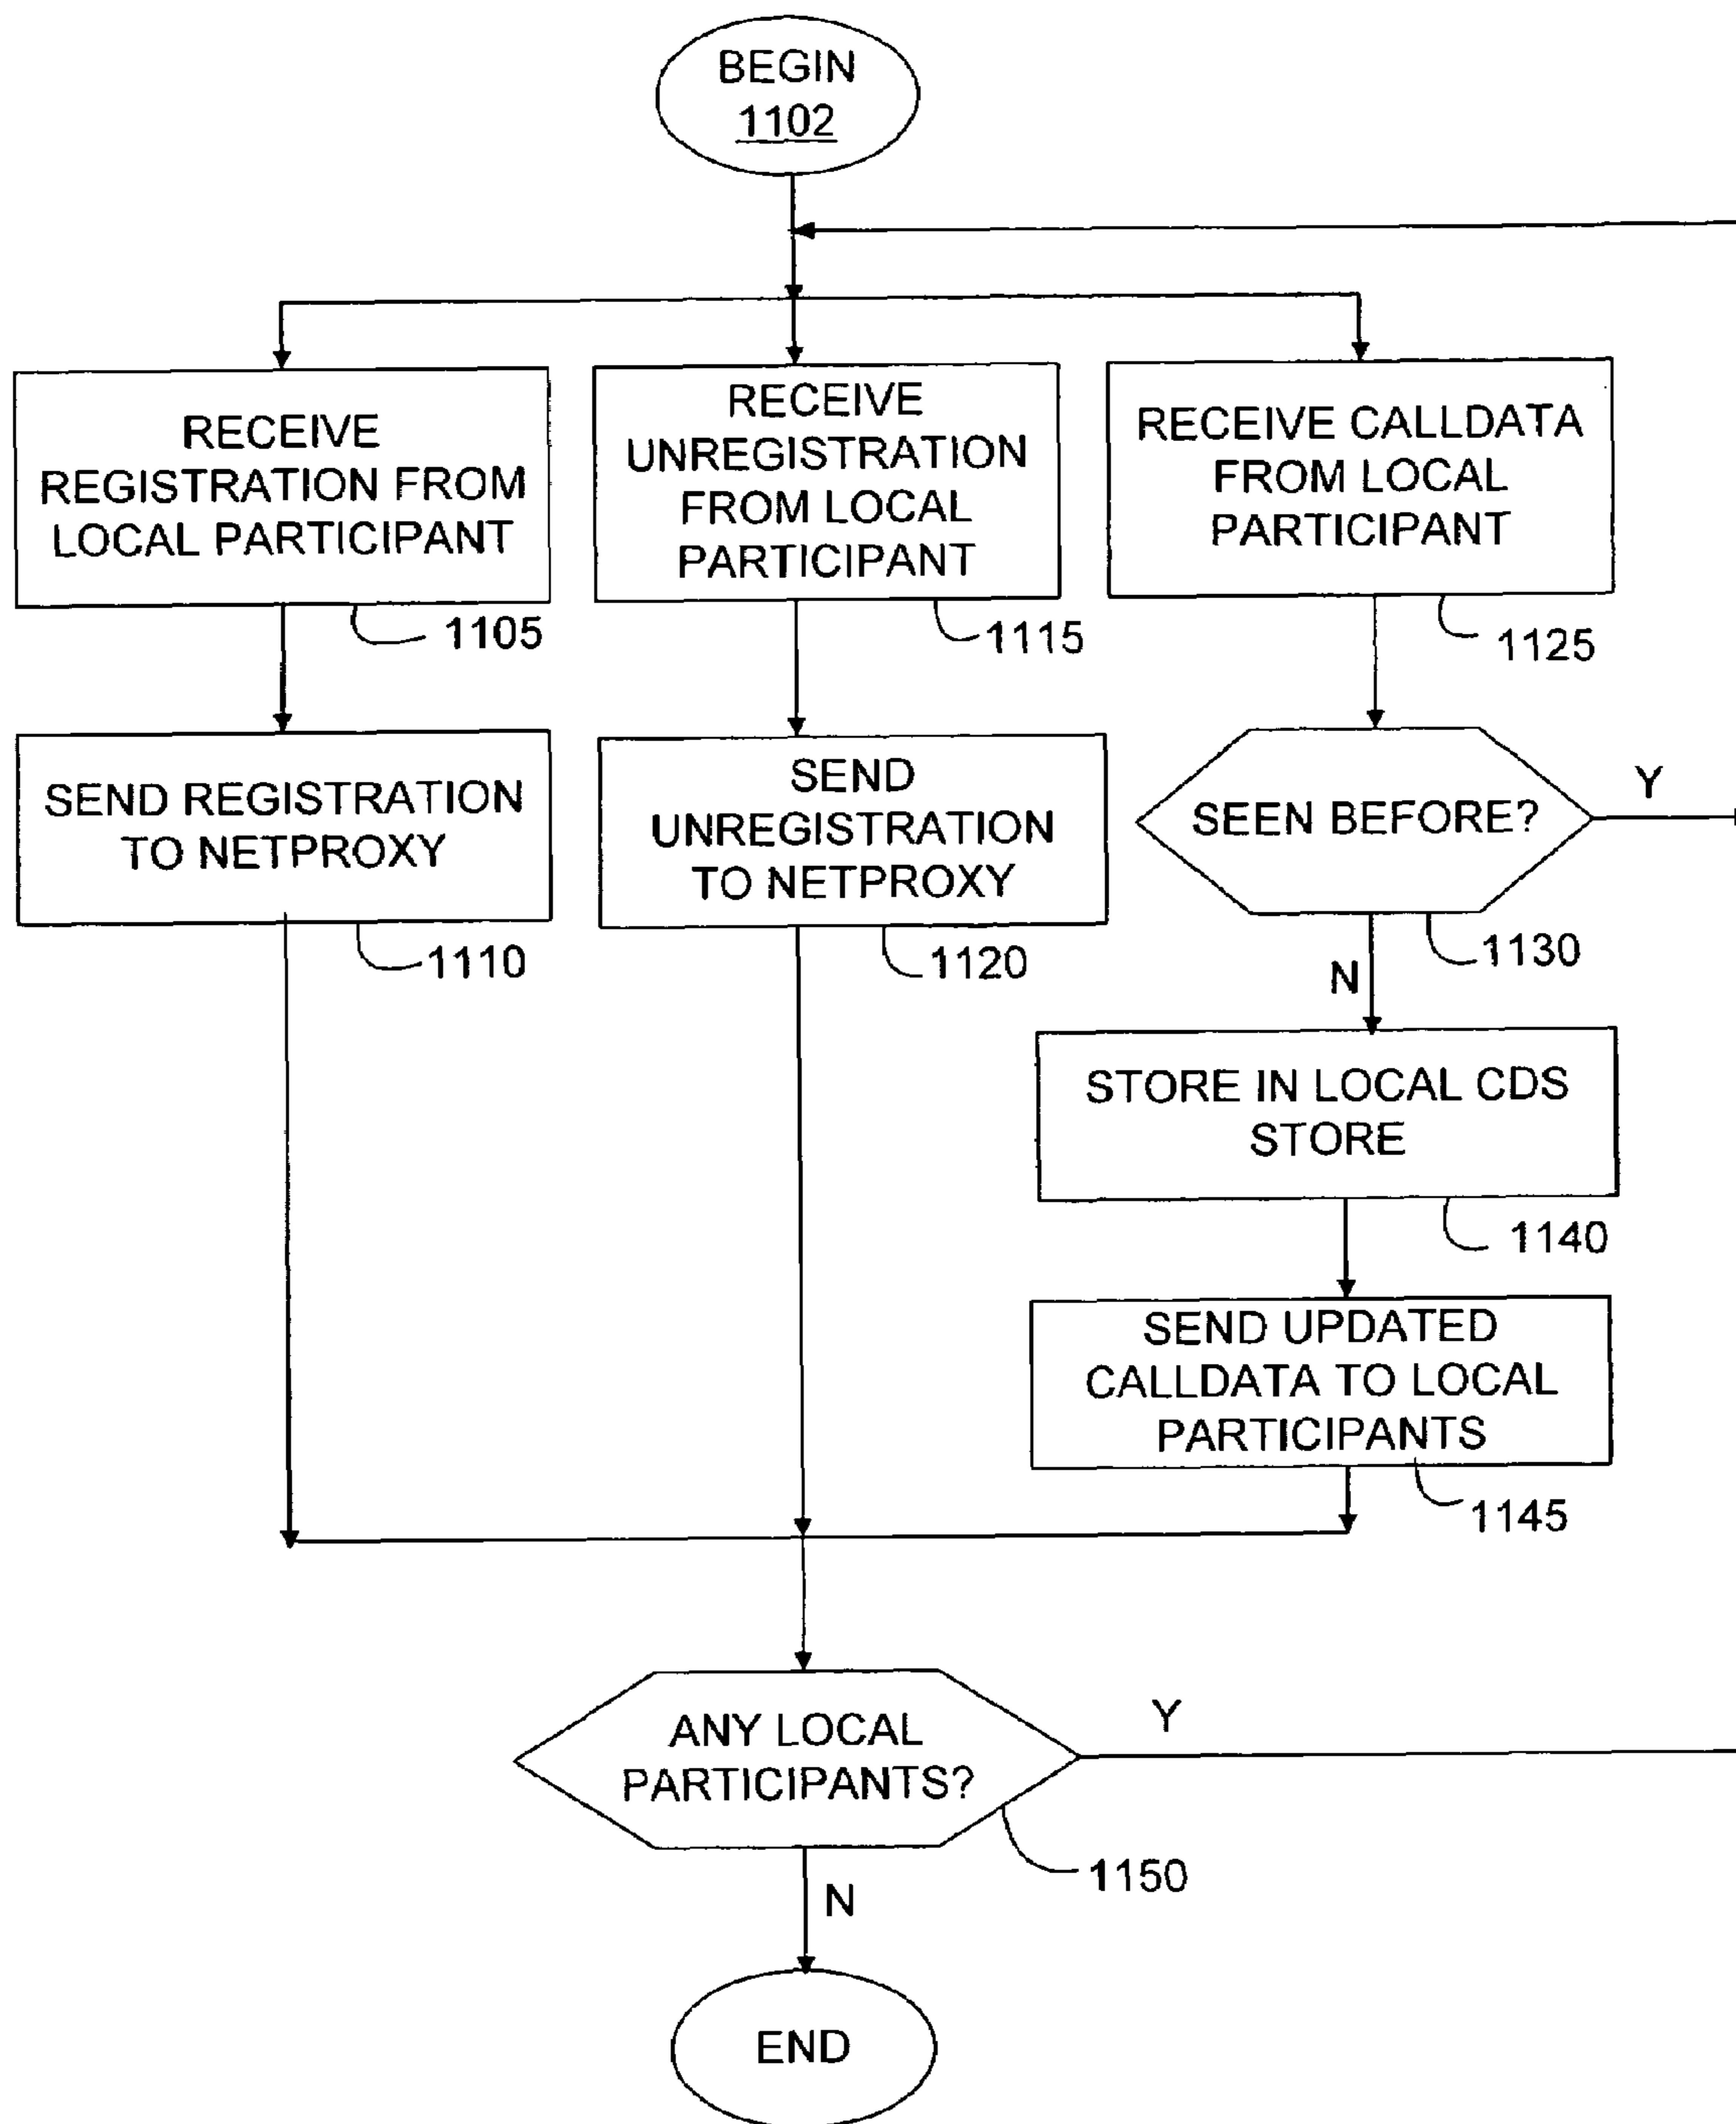 BEGIN
1102
RECEIVE
REGISTRATION FROM
LOCAL PARTICIPANT
1105
RECEIVE
UNREGISTRATION
FROM LOCAL
PARTICIPANT
1115
RECEIVE CALLDATA
FROM LOCAL
PARTICIPANT
1125
SEND REGISTRATION
TO NETPROXY
1110
SEND
UNREGISTRATION
TO NETPROXY
1120
SEEN BEFORE?
Y
1130
N
STORE IN LOCAL CDS
STORE
1140
SEND UPDATED
CALLDATA TO LOCAL
PARTICIPANTS
1145
ANY LOCAL
PARTICIPANTS?
Y
1150
N
END